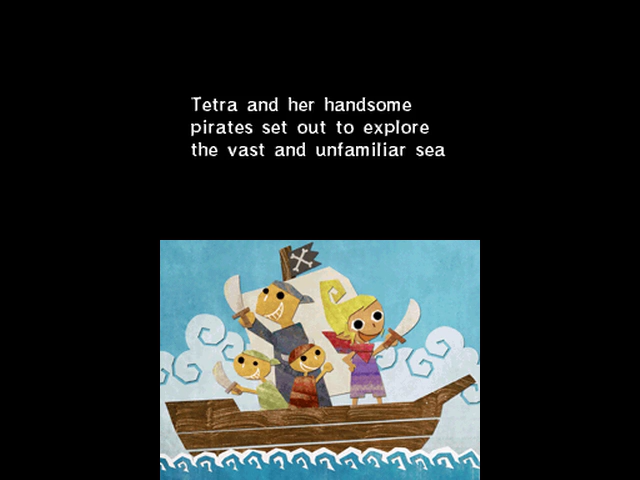 Tetra and her handsome
pirates set out to explore
the vast and unfamiliar sea